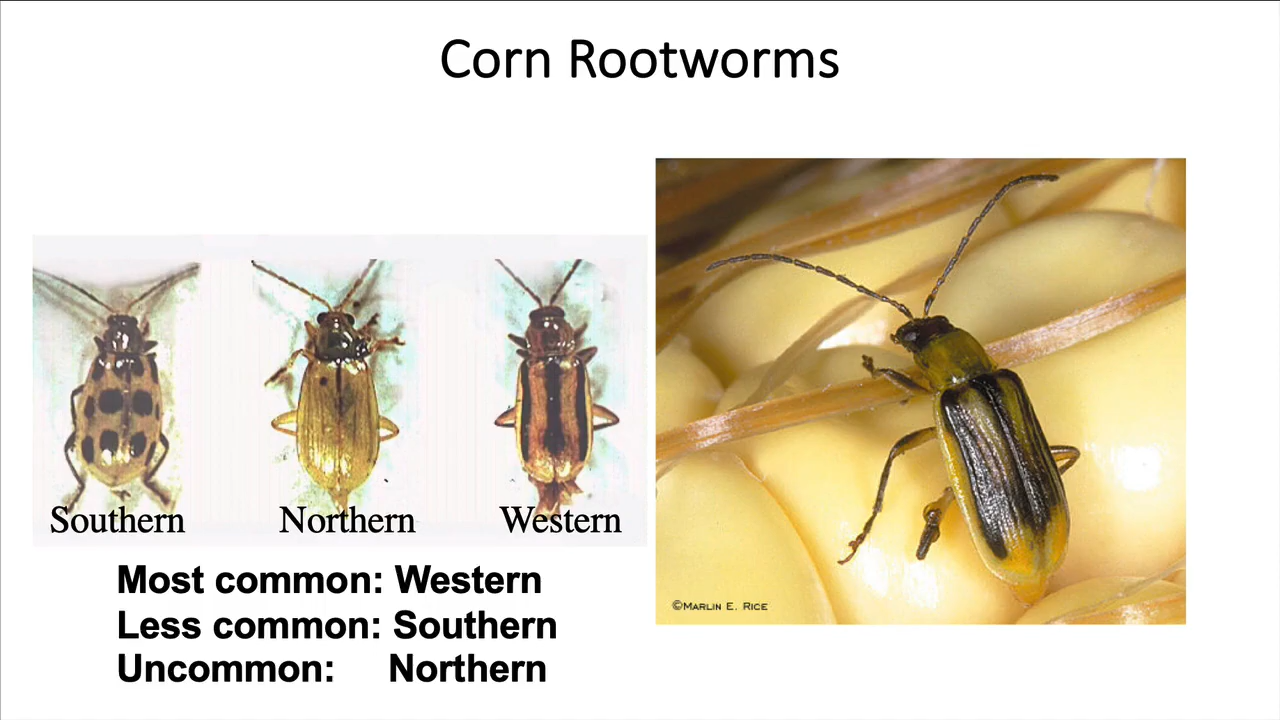 Corn Rootworms
Southern Northern Western
©Marlin E. Rice
Most common: Western
Less common: Southern
Uncommon: Northern